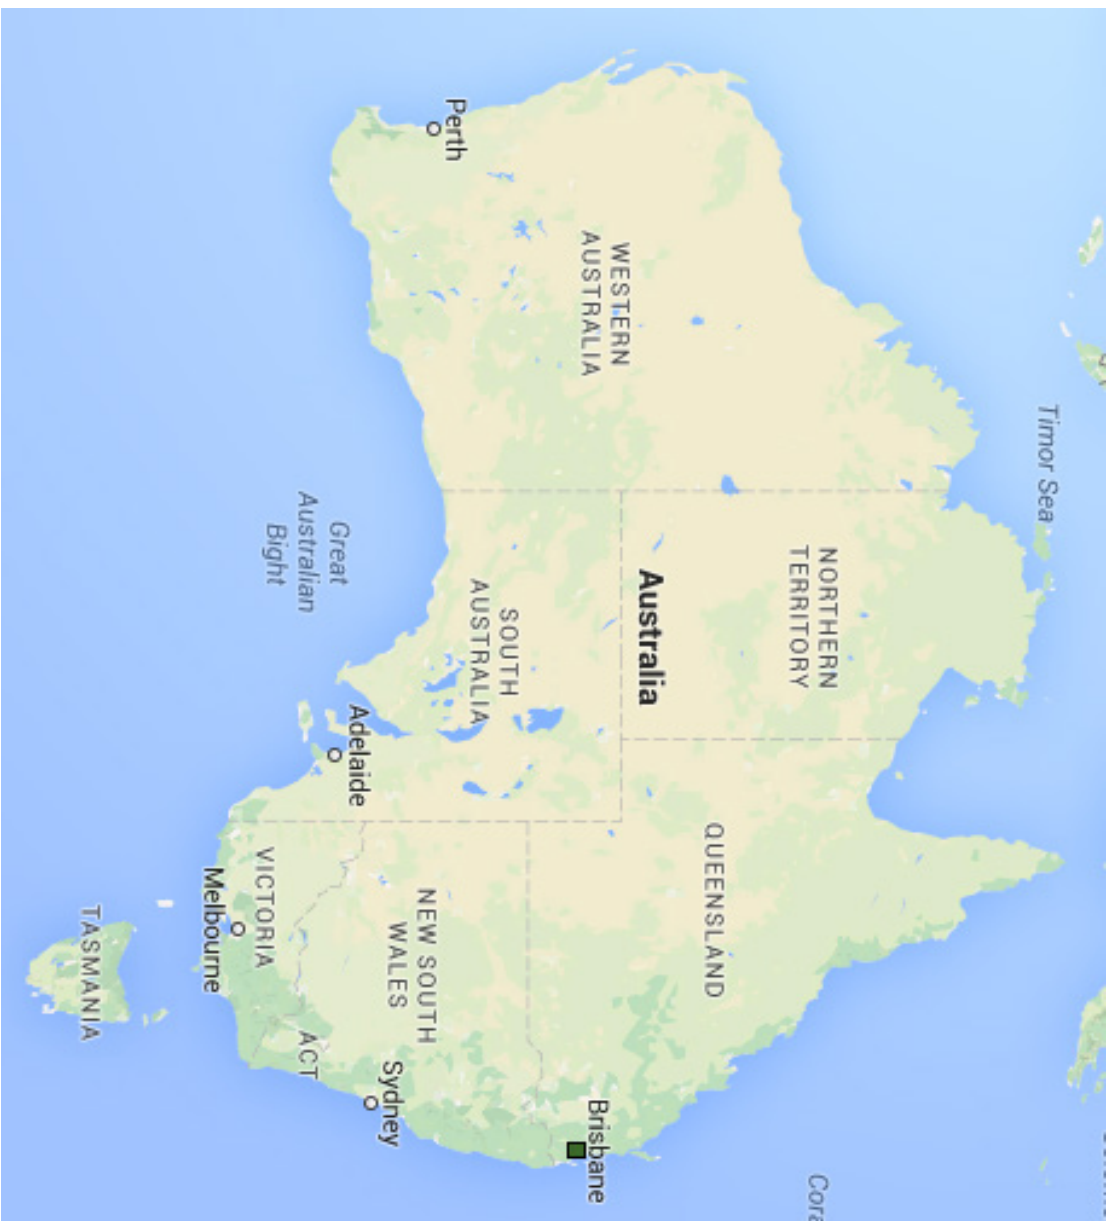 Timor Sea
Perth
WESTERN
AUSTRALIA
NORTHERN
TERRITORY
Australia
Great
Australian
Bight
SOUTH
AUSTRALIA
Adelaide
QUEENSLAND
VICTORIA
Melbourne
NEW SOUTH
WALES
TASMANIA
ACT
Sydney
Brisbane
Cora